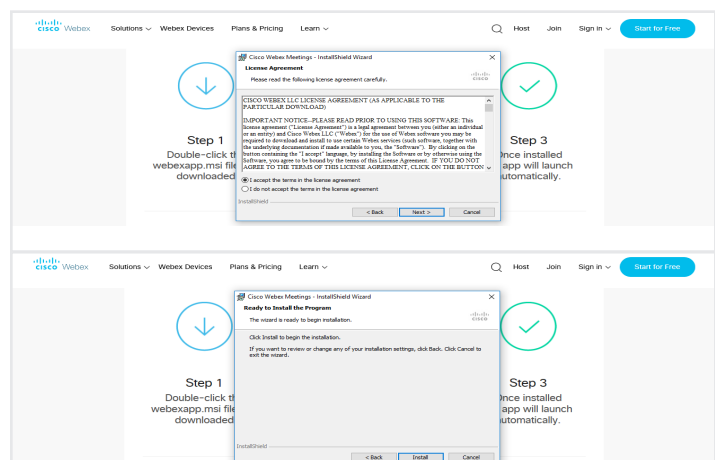 cisco Webex Solutions Webex Devices Plans & Pricing Learn Host Join Sign in Start for Free
Cisco Webex Meetings - InstallShield Wizard
License Agreement
Please read the following license agreement carefully.
cisco
CISCO WEBEX LLC LICENSE AGREEMENT (AS APPLICABLE TO THE
PARTICULAR DOWNLOAD)
IMPORTANT NOTICE--PLEASE READ PRIOR TO USING THIS SOFTWARE: This
license agreement ("License Agreement") is a legal agreement between you (either an individual
or an entity) and Cisco Webex LLC ("Webex") for the use of Webex software you may be
required to download and install to use certain Webex services (such software, together with
the underlying documentation if made available to you, the "Software"). By clicking on the
button containing the "I accept" language, by installing the Software or by otherwise using the
Software, you agree to be bound by the terms of this License Agreement. IF YOU DO NOT
AGREE TO THE TERMS OF THIS LICENSE AGREEMENT, CLICK ON THE BUTTON
I accept the terms in the license agreement
I do not accept the terms in the license agreement
InstallShield
< Back Next > Cancel
Step 1
Double-click th
webexapp.msi file
downloaded
Step 3
Once installed
app will launch
automatically.
cisco Webex Solutions Webex Devices Plans & Pricing Learn Host Join Sign in Start for Free
Cisco Webex Meetings - InstallShield Wizard
Ready to Install the Program
The wizard is ready to begin installation.
cisco
Click Install to begin the installation.
If you want to review or change any of your installation settings, click Back. Click Cancel to
exit the wizard.
InstallShield
< Back Install Cancel
Step 1
Double-click th
webexapp.msi file
downloaded
Step 3
Once installed
app will launch
automatically.